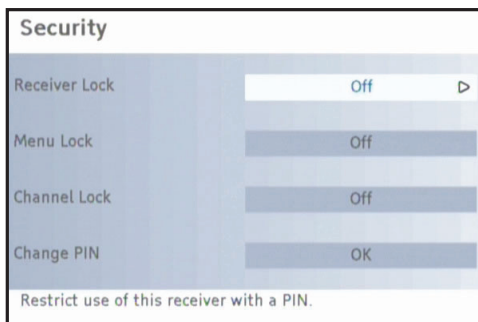 Security
Receiver Lock Off
Menu Lock Off
Channel Lock Off
Change PIN OK
Restrict use of this receiver with a PIN.